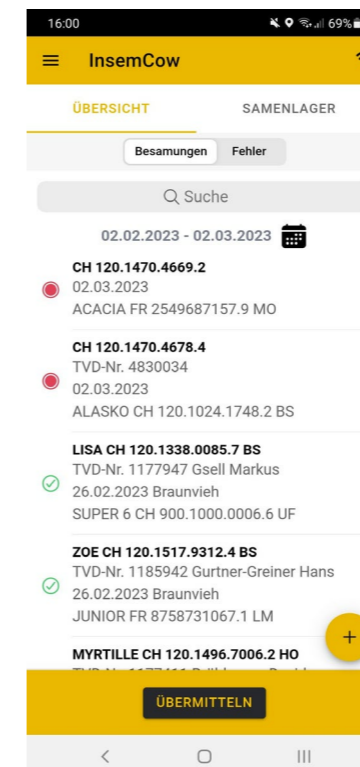 16:00 69%
InsemCow
ÜBERSICHT SAMENLAGER
Besamungen Fehler
Suche
02.02.2023 - 02.03.2023
CH 120.1470.4669.2
02.03.2023
ACACIA FR 2549687157.9 MO
CH 120.1470.4678.4
TVD-Nr. 4830034
02.03.2023
ALASKO CH 120.1024.1748.2 BS
LISA CH 120.1338.0085.7 BS
TVD-Nr. 1177947 Gsell Markus
26.02.2023 Braunvieh
SUPER 6 CH 900.1000.0006.6 UF
ZOE CH 120.1517.9312.4 BS
TVD-Nr. 1185942 Gurtner-Greiner Hans
26.02.2023 Braunvieh
JUNIOR FR 8758731067.1 LM
MYRTILLE CH 120.1496.7006.2 HO
ÜBERMITTELN